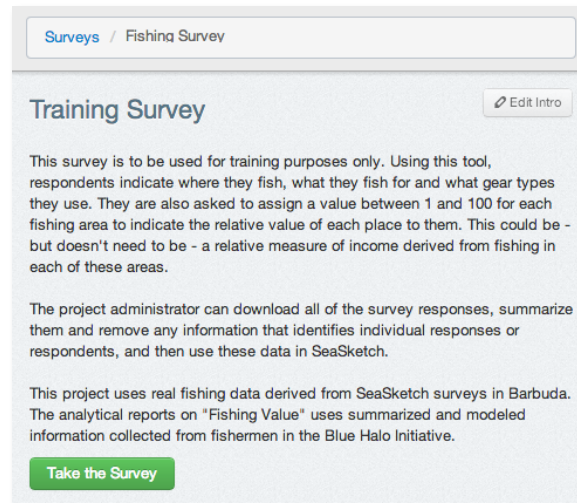 Surveys / Fishing Survey
Training Survey
Edit Intro
This survey is to be used for training purposes only. Using this tool,
respondents indicate where they fish, what they fish for and what gear types
they use. They are also asked to assign a value between 1 and 100 for each
fishing area to indicate the relative value of each place to them. This could be -
but doesn't need to be - a relative measure of income derived from fishing in
each of these areas.
The project administrator can download all of the survey responses, summarize
them and remove any information that identifies individual responses or
respondents, and then use these data in SeaSketch.
This project uses real fishing data derived from SeaSketch surveys in Barbuda.
The analytical reports on "Fishing Value" uses summarized and modeled
information collected from fishermen in the Blue Halo Initiative.
Take the Survey